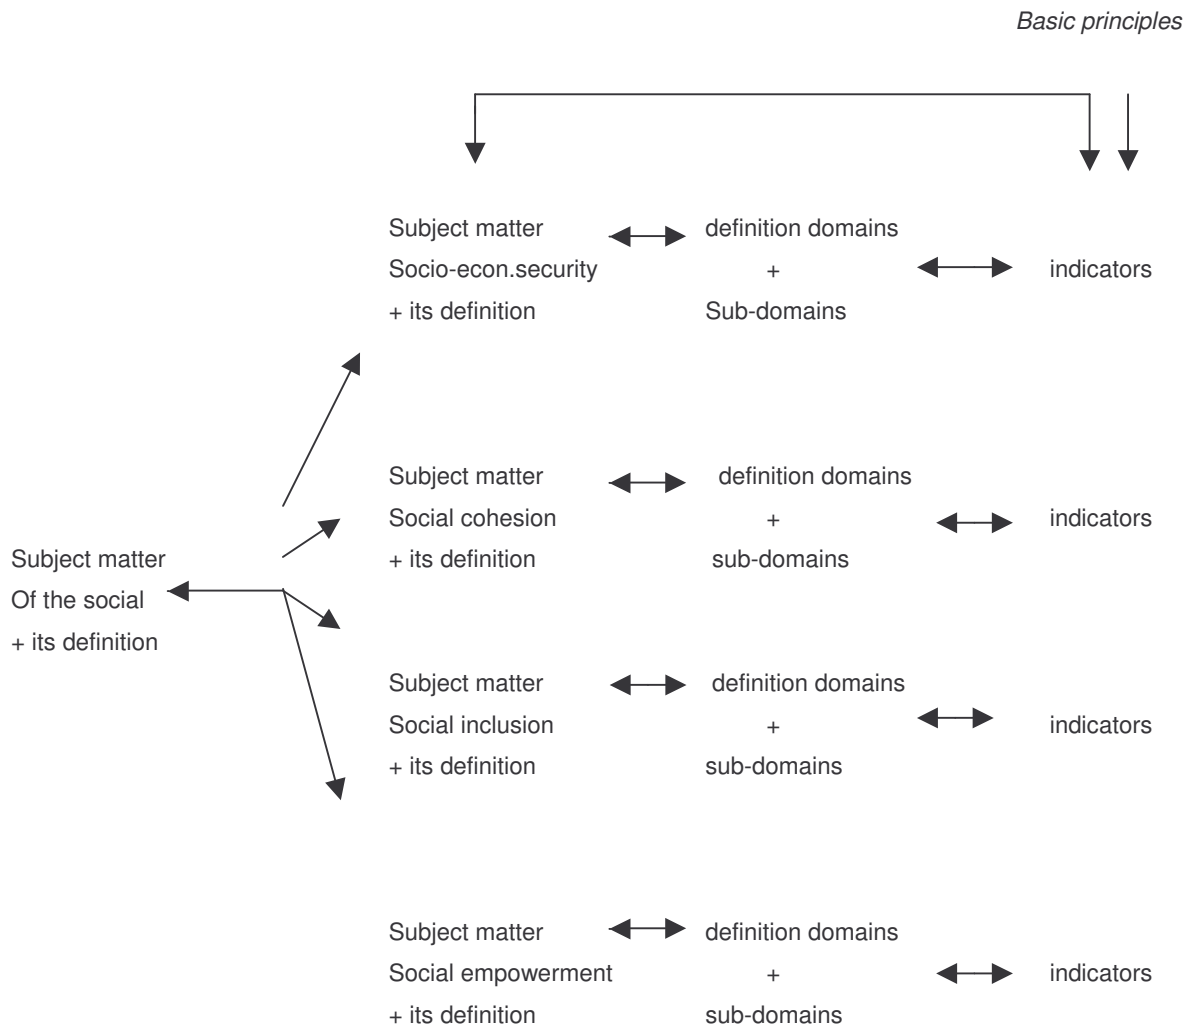 Basic principles
Subject matter definition domains
Socio-econ.security + indicators
+ its definition Sub-domains
Subject matter definition domains
Social cohesion + indicators
+ its definition sub-domains
Subject matter
Of the social
+ its definition
Subject matter definition domains
Social inclusion + indicators
+ its definition sub-domains
Subject matter definition domains
Social empowerment + indicators
+ its definition sub-domains